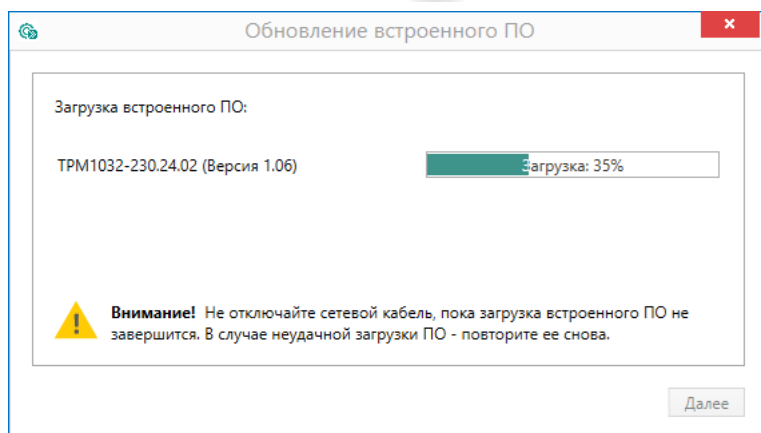 Обновление встроенного ПО
Загрузка встроенного ПО:
ТРМ1032-230.24.02 (Версия 1.06)
Загрузка: 35%
Внимание! Не отключайте сетевой кабель, пока загрузка встроенного ПО не
завершится. В случае неудачной загрузки ПО - повторите ее снова.
Далее